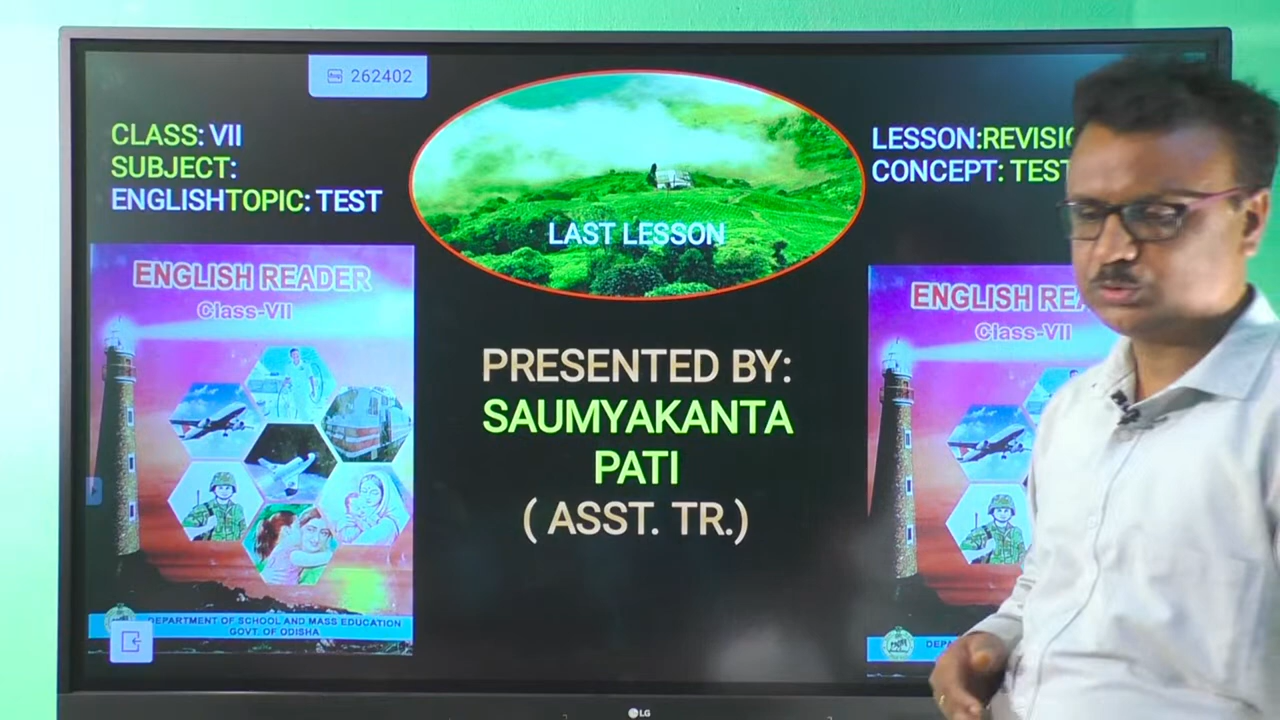 262402
CLASS: VII
SUBJECT:
ENGLISHTOPIC: TEST
LAST LESSON
LESSON:REVISIO
CONCEPT: TEST
ENGLISH READER
Class-VII
DEPARTMENT OF SCHOOL AND MASS EDUCATION
GOVT. OF ODISHA
PRESENTED BY:
SAUMYAKANTA
PATI
( ASST. TR.)
ENGLISH REA
Class-VII
DEPA
LG